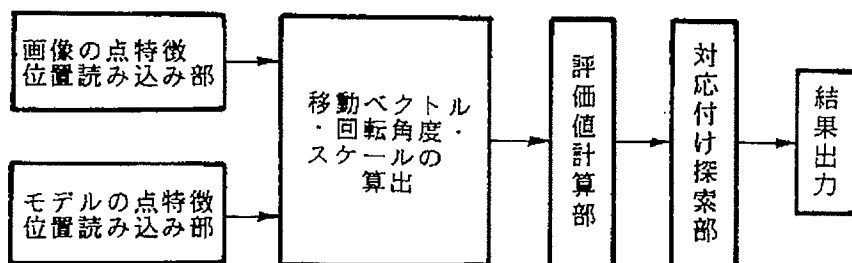 画像の点特徴
位置読み込み部
モデルの点特徴
位置読み込み部
移動ベクトル
・回転角度・
スケールの
算出
評価値計算部
対応付け探索部
結果出力